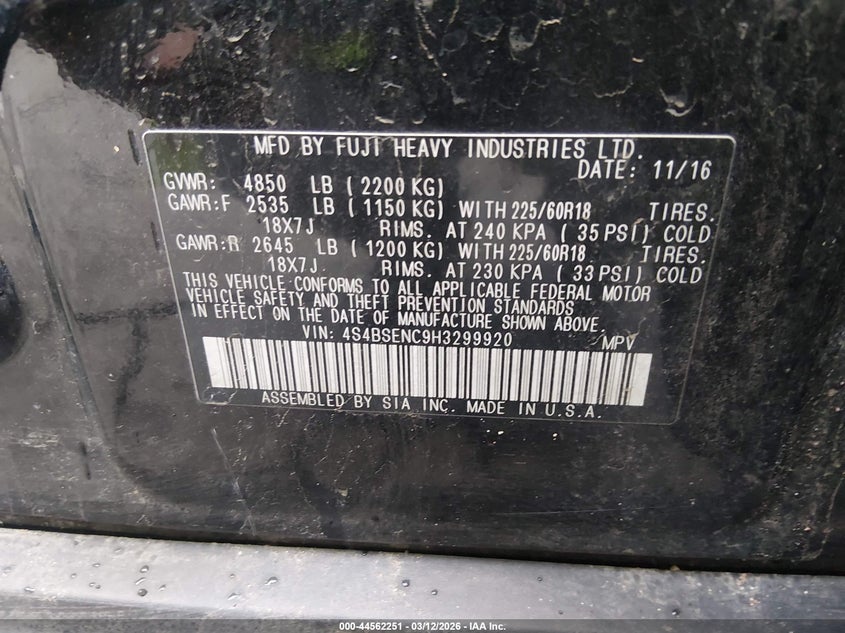 MFD BY FUJI HEAVY INDUSTRIES LTD.
DATE: 11/16
GVWR: 4850 LB ( 2200 KG)
GAWR:F 2535 LB ( 1150 KG) WITH 225/60R18 TIRES.
18X7J RIMS. AT 240 KPA ( 35 PSI) COLD
GAWR:R 2645 LB ( 1200 KG) WITH 225/60R18 TIRES.
18X7J RIMS. AT 230 KPA ( 33 PSI) COLD
THIS VEHICLE CONFORMS TO ALL APPLICABLE FEDERAL MOTOR
VEHICLE SAFETY AND THEFT PREVENTION STANDARDS
IN EFFECT ON THE DATE OF MANUFACTURE SHOWN ABOVE.
VIN: 4S4BSENC9H3299920 MPV
ASSEMBLED BY SIA INC. MADE IN U.S.A.
000-44562251 - 03/12/2026 - IAA Inc.